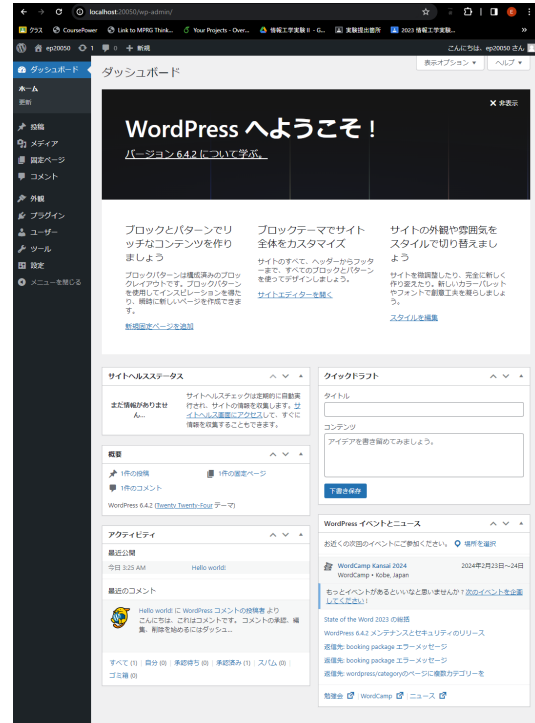 localhost:20050/wp-admin/
クラス
CoursePower
Link to MPRG Think...
Your Projects - Over...
情報工学実験 II - G...
実験提出箇所
2023 情報工学実験...
ep20050
1
0
新規
こんにちは、ep20050 さん
ダッシュボード
ホーム
更新
投稿
メディア
固定ページ
コメント
外観
プラグイン
ユーザー
ツール
設定
メニューを閉じる
ダッシュボード
表示オプション
ヘルプ
非表示
WordPress へようこそ !
バージョン 6.4.2 について学ぶ。
ブロックとパターンでリ
ッチなコンテンツを作り
ましょう
ブロックパターンは構成済みのブロッ
クレイアウトです。ブロックパターン
を使用してインスピレーションを得た
り、瞬時に新しいページを作成できま
す。
新規固定ページを追加
ブロックテーマでサイト
全体をカスタマイズ
サイトのすべて、ヘッダーからフッタ
ーまで、すべてのブロックとパターン
を使ってデザインしましょう。
サイトエディターを開く
サイトの外観や雰囲気を
スタイルで切り替えまし
ょう
サイトを微調整したり、完全に新しく
作り変えたり。新しいカラーパレット
やフォントで創意工夫を凝らしましょ
う。
スタイルを編集
サイトヘルスステータス
まだ情報がありませ
ん...
サイトヘルスチェックは定期的に自動実
行され、サイトの情報を収集します。サ
イトヘルス画面にアクセスして、すぐに
情報を収集することもできます。
概要
1件の投稿
1件の固定ページ
1件のコメント
WordPress 6.4.2 (Twenty Twenty-Four テーマ)
アクティビティ
最近公開
今日 3:25 AM
Hello world!
最近のコメント
Hello world! に WordPress コメントの投稿者 より
こんにちは、これはコメントです。 コメントの承認、編
集、削除を始めるにはダッシュ...
すべて (1) | 自分 (0) | 承認待ち (0) | 承認済み (1) | スパム (0) |
ゴミ箱 (0)
クイックドラフト
タイトル
コンテンツ
アイデアを書き留めてみましょう。
下書き保存
WordPress イベントとニュース
お近くの次回のイベントにご参加ください。
場所を選択
WordCamp Kansai 2024
2024年2月23日〜24日
WordCamp • Kobe, Japan
もっとイベントがあるといいなと思いませんか ? 次のイベントを企画
してください !
State of the Word 2023 の総括
WordPress 6.4.2 メンテナンスとセキュリティのリリース
返信先: booking package エラーメッセージ
返信先: booking package エラーメッセージ
返信先: wordpress/categoryのページに複数カテゴリーを
勉強会
WordCamp
ニュース